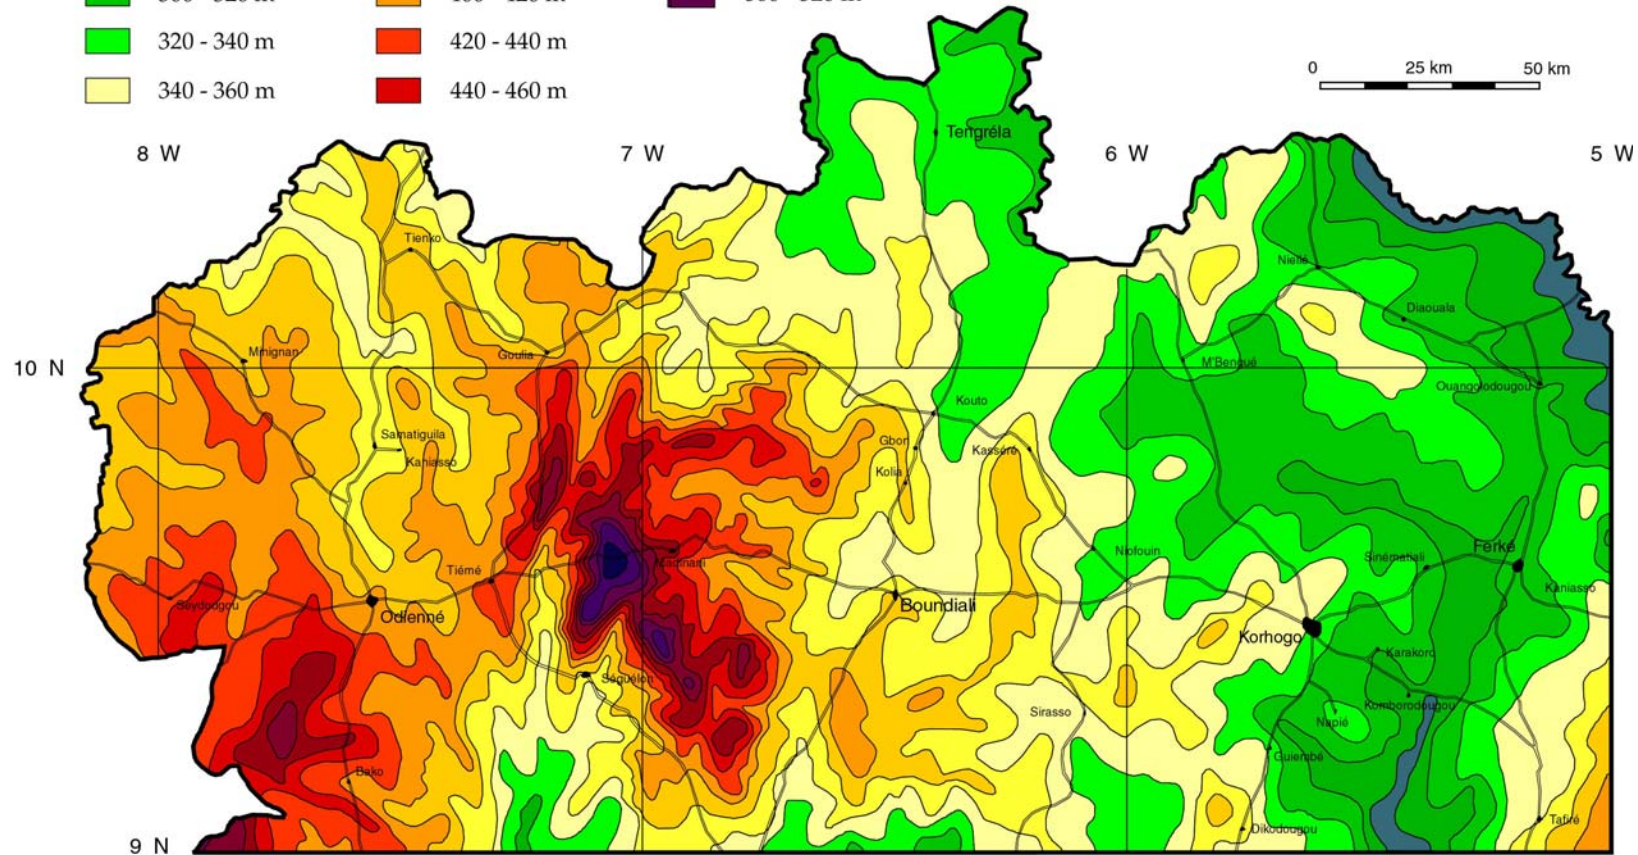 320 - 340 m
420 - 440 m
340 - 360 m
440 - 460 m
0 25 km 50 km
Tengréla
8 W 7 W 6 W 5 W
Tienko
Niellé
Diaouala
Minignan
Goulia
M'Bengué
10 N
Ouangolodougou
Kouto
Samatiguila
Gbon
Kasséré
Kaniasso
Kolia
Niofouin
Ferké
Sinématiali
Tiémé
Madinani
Kaniasso
Seydougou
Odienné
Boundiali
Korhogo
Karakoro
Séguélon
Sirasso
Komborodougou
Napié
Guiembé
Bako
Tafiré
Dikodougou
9 N